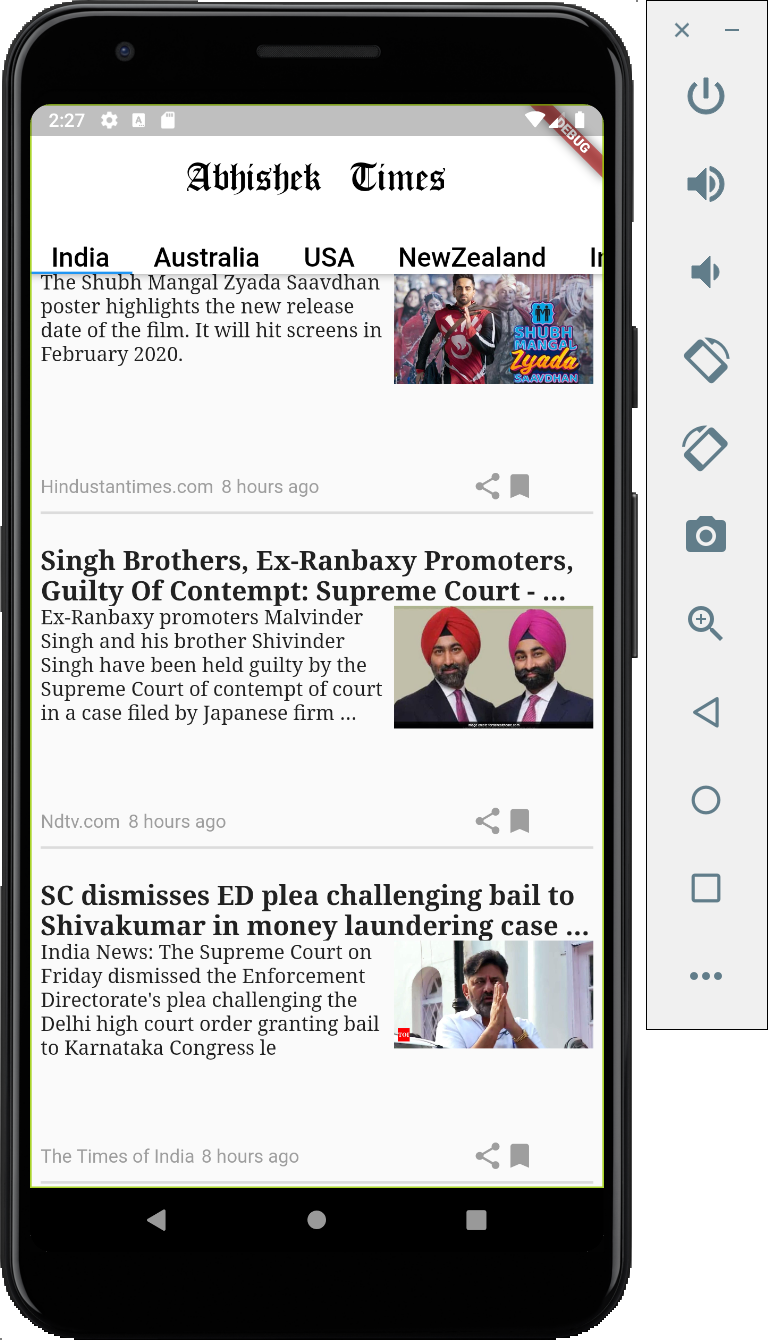 2:27
DEBUG
Abhishek Times
India Australia USA NewZealand
The Shubh Mangal Zyada Saavdhan
poster highlights the new release
date of the film. It will hit screens in
February 2020.
SHUBH
MANGAL
Zyada
SAAVDHAN
Hindustantimes.com 8 hours ago
Singh Brothers, Ex-Ranbaxy Promoters,
Guilty Of Contempt: Supreme Court - ...
Ex-Ranbaxy promoters Malvinder
Singh and his brother Shivinder
Singh have been held guilty by the
Supreme Court of contempt of court
in a case filed by Japanese firm ...
Ndtv.com 8 hours ago
SC dismisses ED plea challenging bail to
Shivakumar in money laundering case ...
India News: The Supreme Court on
Friday dismissed the Enforcement
Directorate's plea challenging the
Delhi high court order granting bail
to Karnataka Congress le
TOI
The Times of India 8 hours ago